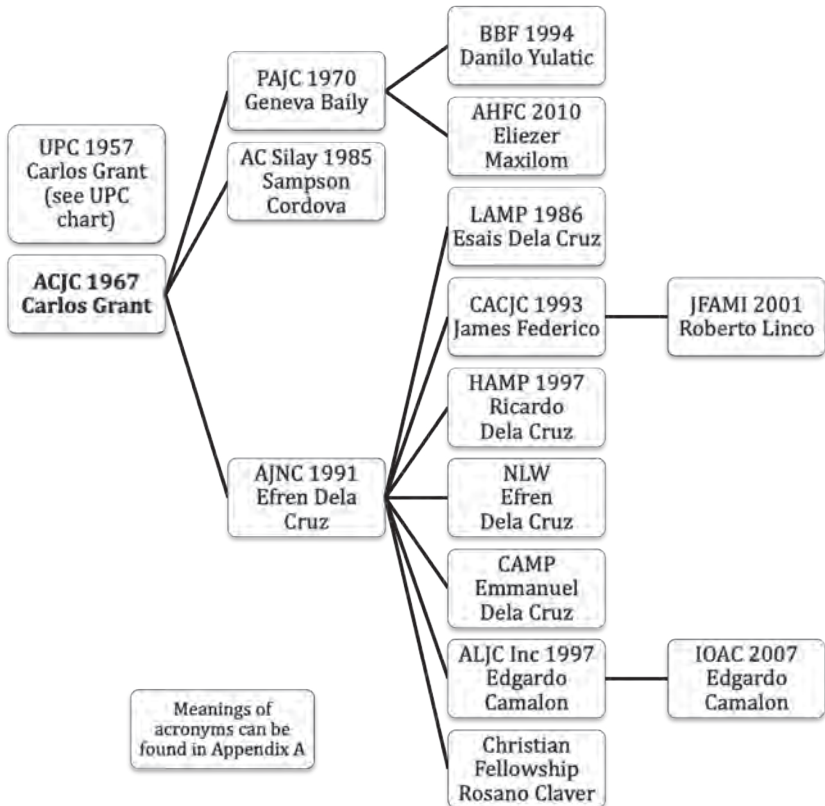 UPC 1957
Carlos Grant
(see UPC
chart)
ACJC 1967
Carlos Grant
PAJC 1970
Geneva Baily
AC Silay 1985
Sampson
Cordova
AJNC 1991
Efren Dela
Cruz
BBF 1994
Danilo Yulatic
AHFC 2010
Eliezer
Maxilom
LAMP 1986
Esais Dela Cruz
CACJC 1993
James Federico
HAMP 1997
Ricardo
Dela Cruz
NLW
Efren
Dela Cruz
CAMP
Emmanuel
Dela Cruz
ALJC Inc 1997
Edgardo
Camalon
Christian
Fellowship
Rosano Claver
JFAMI 2001
Roberto Linco
IOAC 2007
Edgardo
Camalon
Meanings of
acronyms can be
found in Appendix A